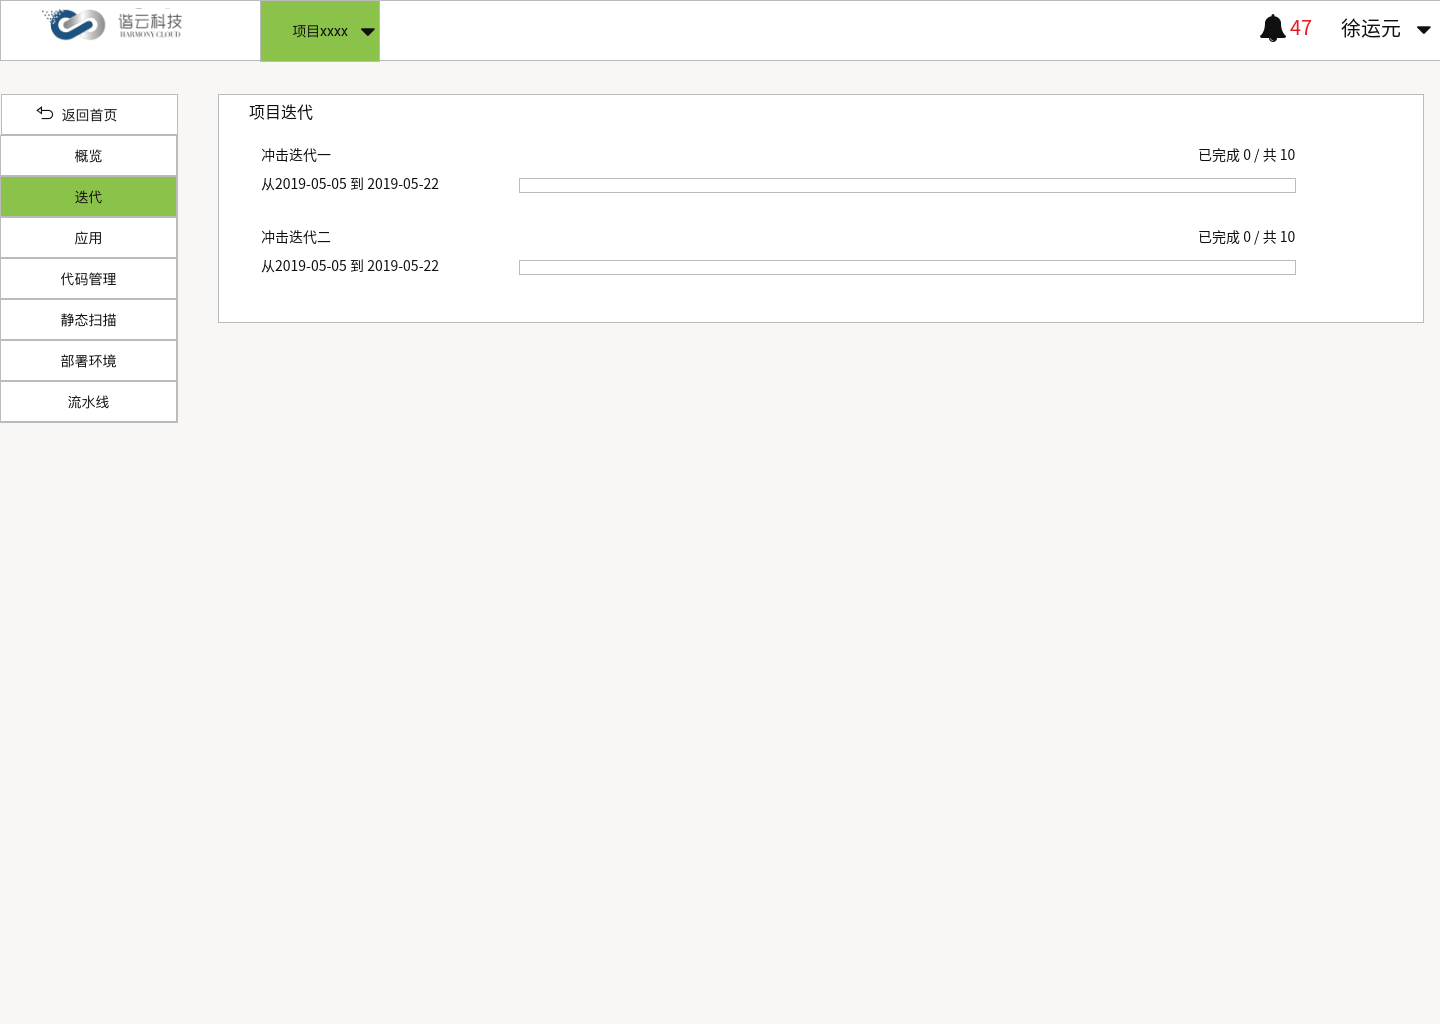 谐云科技
HARMONY CLOUD
项目xxxx
47
徐运元
返回首页
概览
迭代
应用
代码管理
静态扫描
部署环境
流水线
项目迭代
冲击迭代一
已完成 0 / 共 10
从2019-05-05 到 2019-05-22
冲击迭代二
已完成 0 / 共 10
从2019-05-05 到 2019-05-22